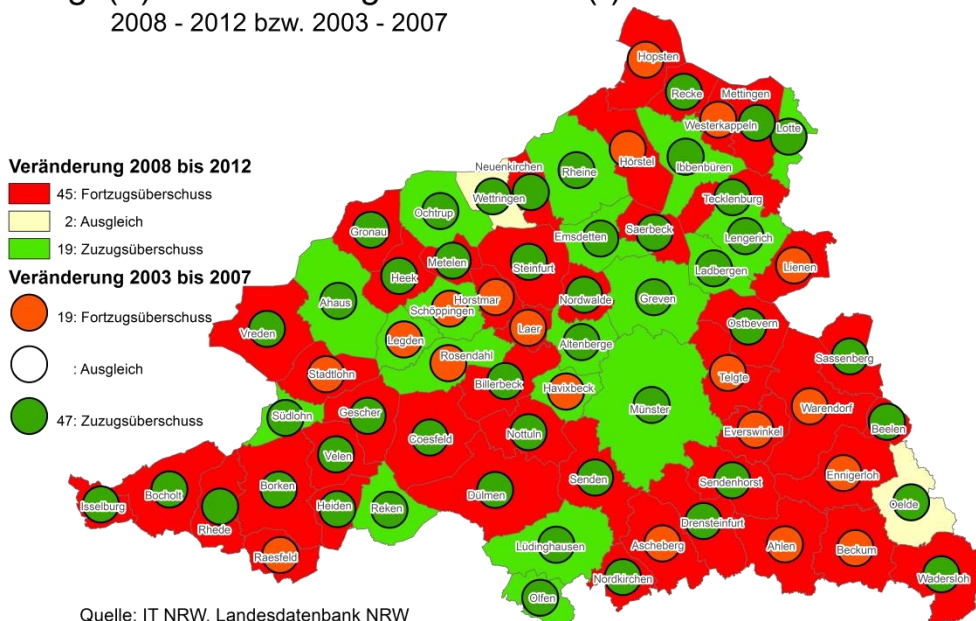 2008 - 2012 bzw. 2003 - 2007
Veränderung 2008 bis 2012
45: Fortzugsüberschuss
2: Ausgleich
19: Zuzugsüberschuss
Veränderung 2003 bis 2007
19: Fortzugsüberschuss
: Ausgleich
47: Zuzugsüberschuss
Hopsten
Recke
Mettingen
Westerkappeln
Lotte
Hörstel
Ibbenbüren
Neuenkirchen
Rheine
Wettringen
Tecklenburg
Ochtrup
Gronau
Emsdetten
Saerbeck
Lengerich
Metelen
Steinfurt
Ladbergen
Lienen
Heek
Ahaus
Schöppingen
Horstmar
Nordwalde
Greven
Vreden
Legden
Laer
Altenberge
Ostbevern
Rosendahl
Sassenberg
Stadtlohn
Billerbeck
Havixbeck
Telgte
Münster
Warendorf
Südlohn
Gescher
Coesfeld
Nottuln
Everswinkel
Beelen
Velen
Ennigerloh
Isselburg
Bocholt
Borken
Dülmen
Senden
Sendenhorst
Oelde
Rhede
Heiden
Reken
Drensteinfurt
Raesfeld
Lüdinghausen
Ascheberg
Ahlen
Beckum
Nordkirchen
Wadersloh
Olfen
Quelle: IT NRW, Landesdatenbank NRW